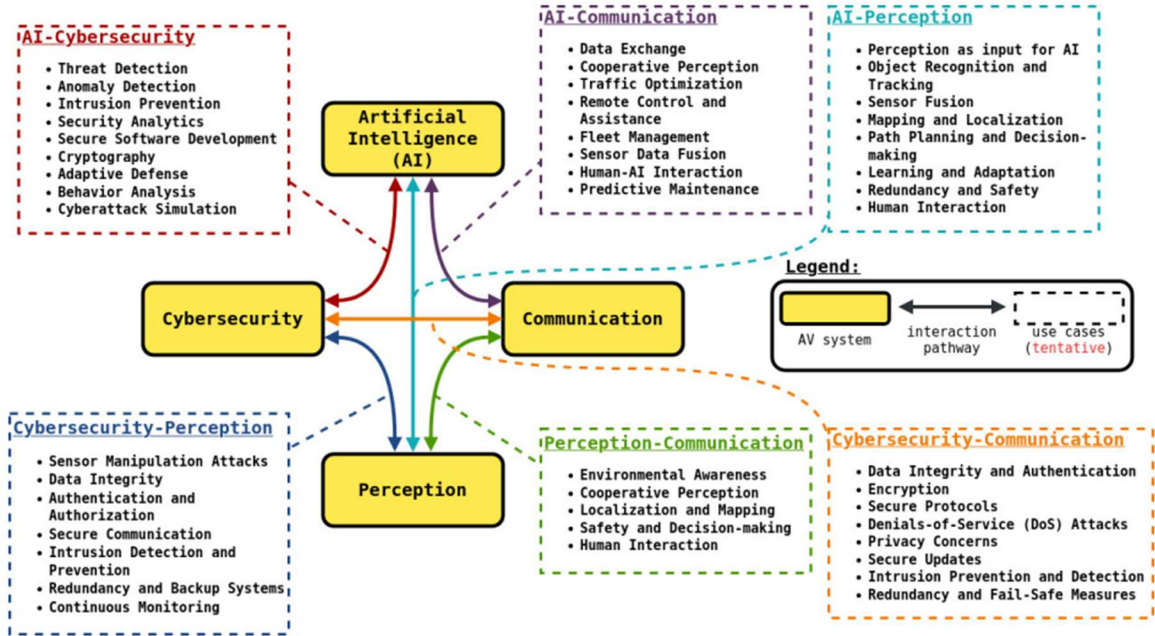 AI-Cybersecurity
• Threat Detection
• Anomaly Detection
• Intrusion Prevention
• Security Analytics
• Secure Software Development
• Cryptography
• Adaptive Defense
• Behavior Analysis
• Cyberattack Simulation
AI-Communication
• Data Exchange
• Cooperative Perception
• Traffic Optimization
• Remote Control and
Assistance
• Fleet Management
• Sensor Data Fusion
• Human-AI Interaction
• Predictive Maintenance
AI-Perception
• Perception as input for AI
• Object Recognition and
Tracking
• Sensor Fusion
• Mapping and Localization
• Path Planning and Decision-
making
• Learning and Adaptation
• Redundancy and Safety
• Human Interaction
Artificial
Intelligence
(AI)
Cybersecurity
Communication
Perception
Legend:
AV system
interaction
pathway
use cases
(tentative)
Cybersecurity-Perception
• Sensor Manipulation Attacks
• Data Integrity
• Authentication and
Authorization
• Secure Communication
• Intrusion Detection and
Prevention
• Redundancy and Backup Systems
• Continuous Monitoring
Perception-Communication
• Environmental Awareness
• Cooperative Perception
• Localization and Mapping
• Safety and Decision-making
• Human Interaction
Cybersecurity-Communication
• Data Integrity and Authentication
• Encryption
• Secure Protocols
• Denials-of-Service (DoS) Attacks
• Privacy Concerns
• Secure Updates
• Intrusion Prevention and Detection
• Redundancy and Fail-Safe Measures